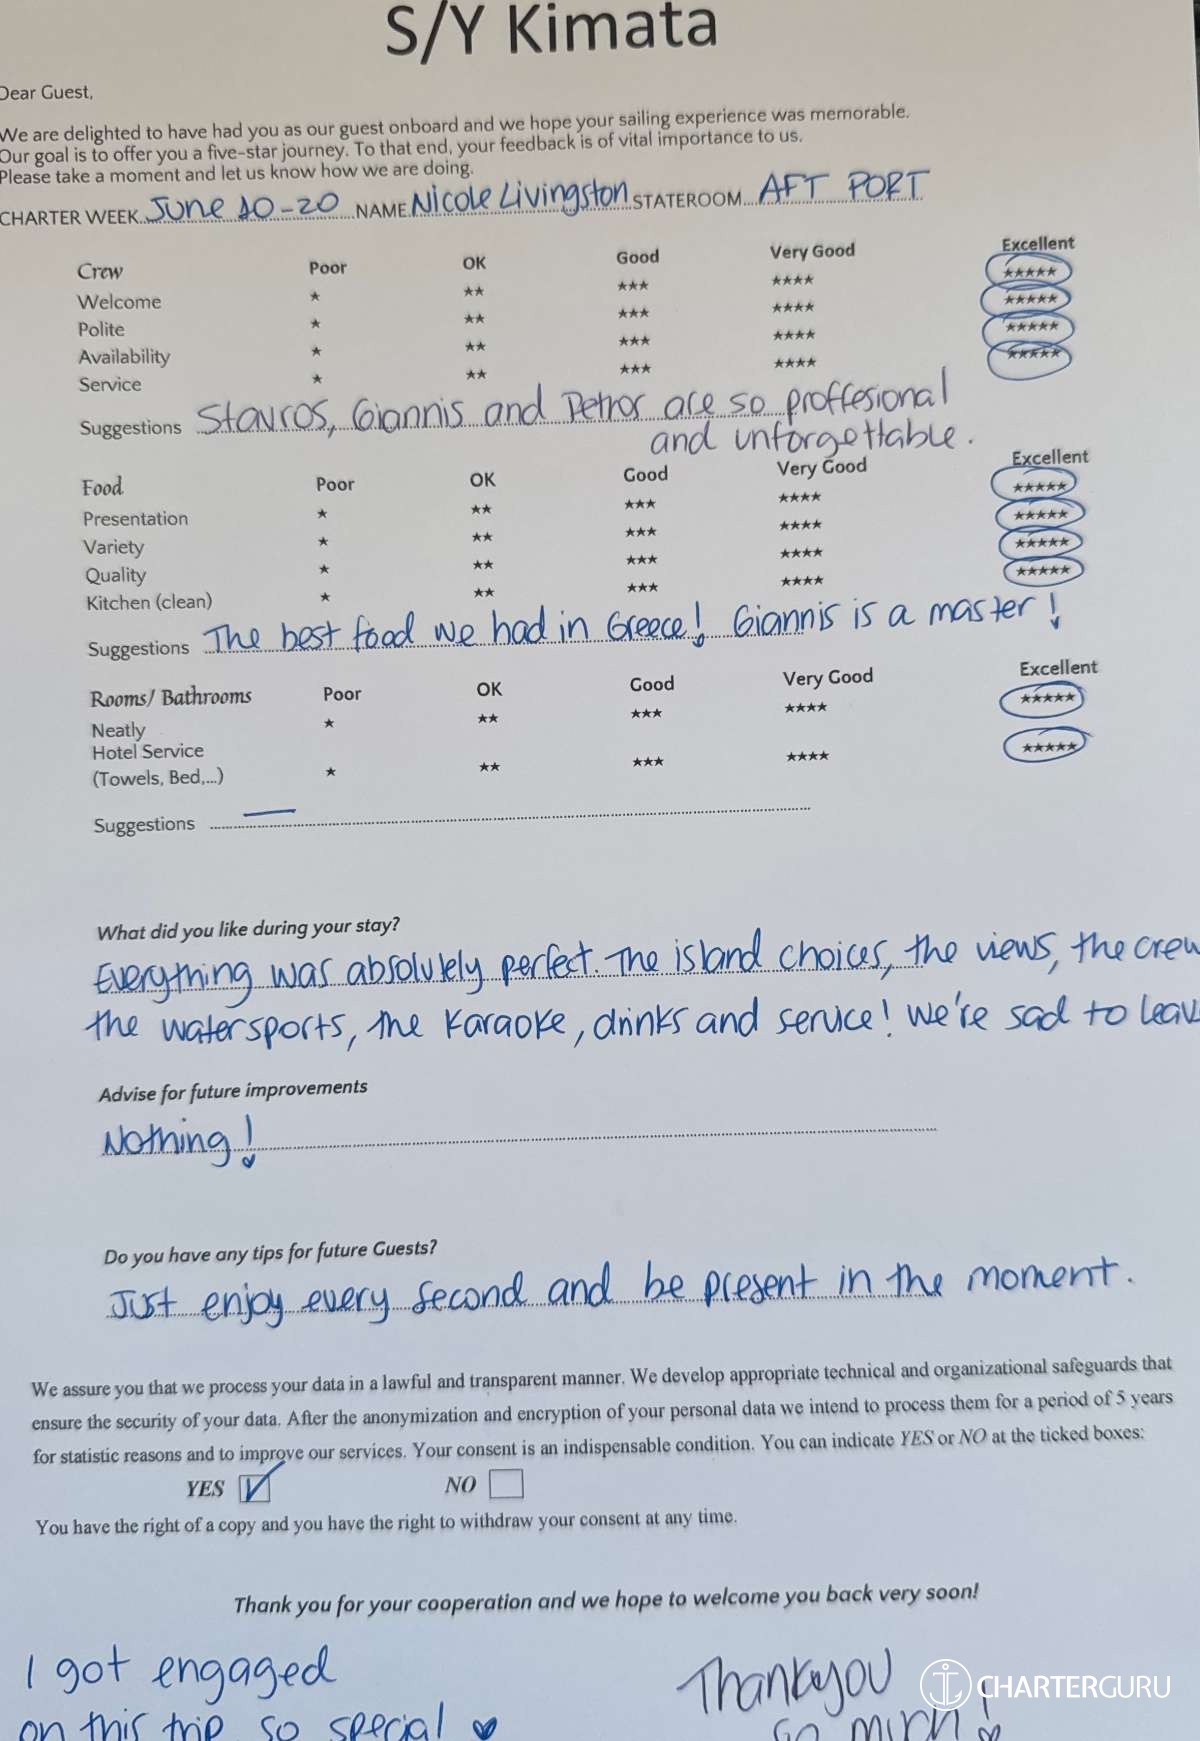 S/Y Kimata
Dear Guest,
We are delighted to have had you as our guest onboard and we hope your sailing experience was memorable.
Our goal is to offer you a five-star journey. To that end, your feedback is of vital importance to us.
Please take a moment and let us know how we are doing.
CHARTER WEEK June 10-20 NAME Nicole Livingston STATEROOM AFT PORT
Crew Poor OK Good Very Good Excellent
Welcome ★ ★★ ★★★ ★★★★ ★★★★★
Polite ★ ★★ ★★★ ★★★★ ★★★★★
Availability ★ ★★ ★★★ ★★★★ ★★★★★
Service ★ ★★ ★★★ ★★★★ ★★★★★
Suggestions Stavros, Giannis and Petros are so proffesional
and unforgettable.
Food Poor OK Good Very Good Excellent
Presentation ★ ★★ ★★★ ★★★★ ★★★★★
Variety ★ ★★ ★★★ ★★★★ ★★★★★
Quality ★ ★★ ★★★ ★★★★ ★★★★★
Kitchen (clean) ★ ★★ ★★★ ★★★★ ★★★★★
Suggestions The best food we had in Greece! Giannis is a master!
Rooms/ Bathrooms Poor OK Good Very Good Excellent
Neatly ★ ★★ ★★★ ★★★★ ★★★★★
Hotel Service
(Towels, Bed,...) ★ ★★ ★★★ ★★★★ ★★★★★
Suggestions —
What did you like during your stay?
Everything was absolutely perfect. The island choices, the views, the crew
the watersports, the karaoke, drinks and service! We're sad to leav
Advise for future improvements
Nothing!
Do you have any tips for future Guests?
Just enjoy every second and be present in the moment.
We assure you that we process your data in a lawful and transparent manner. We develop appropriate technical and organizational safeguards that
ensure the security of your data. After the anonymization and encryption of your personal data we intend to process them for a period of 5 years
for statistic reasons and to improve our services. Your consent is an indispensable condition. You can indicate YES or NO at the ticked boxes:
YES NO
You have the right of a copy and you have the right to withdraw your consent at any time.
Thank you for your cooperation and we hope to welcome you back very soon!
I got engaged
on this trip so special ♥
Thank you
so much! ♡
CHARTERGURU